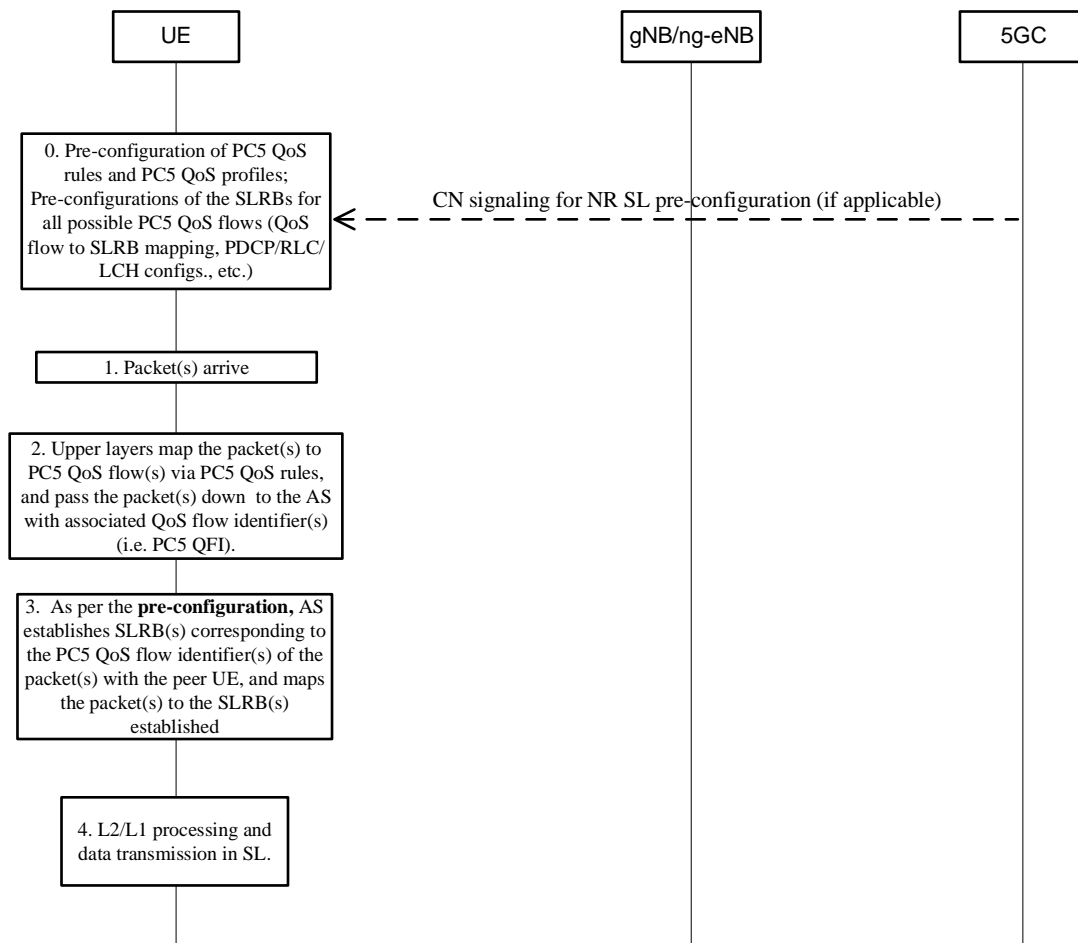 UE
gNB/ng-eNB
5GC
0. Pre-configuration of PC5 QoS
rules and PC5 QoS profiles;
Pre-configurations of the SLRBs for
all possible PC5 QoS flows (QoS
flow to SLRB mapping, PDCP/RLC/
LCH configs., etc.)
CN signaling for NR SL pre-configuration (if applicable)
1. Packet(s) arrive
2. Upper layers map the packet(s) to
PC5 QoS flow(s) via PC5 QoS rules,
and pass the packet(s) down to the AS
with associated QoS flow identifier(s)
(i.e. PC5 QFI).
3. As per the pre-configuration, AS
establishes SLRB(s) corresponding to
the PC5 QoS flow identifier(s) of the
packet(s) with the peer UE, and maps
the packet(s) to the SLRB(s)
established
4. L2/L1 processing and
data transmission in SL.